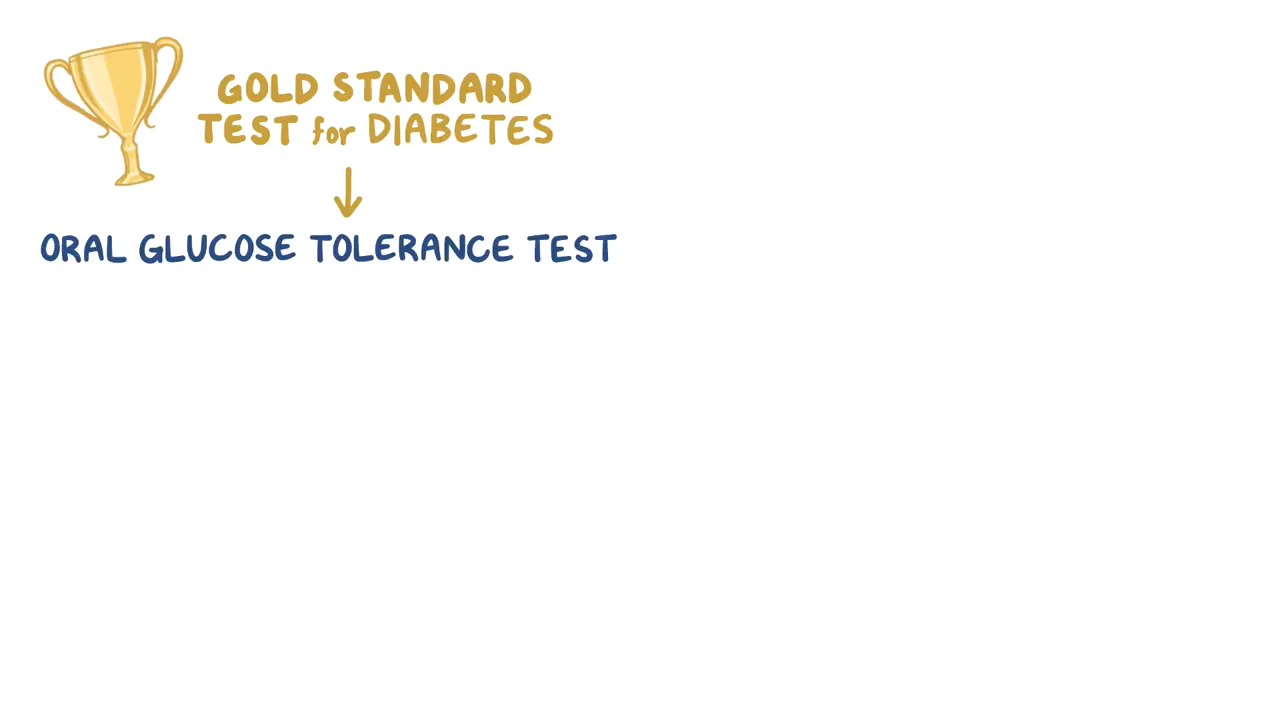 GOLD STANDARD
TEST for DIABETES
ORAL GLUCOSE TOLERANCE TEST